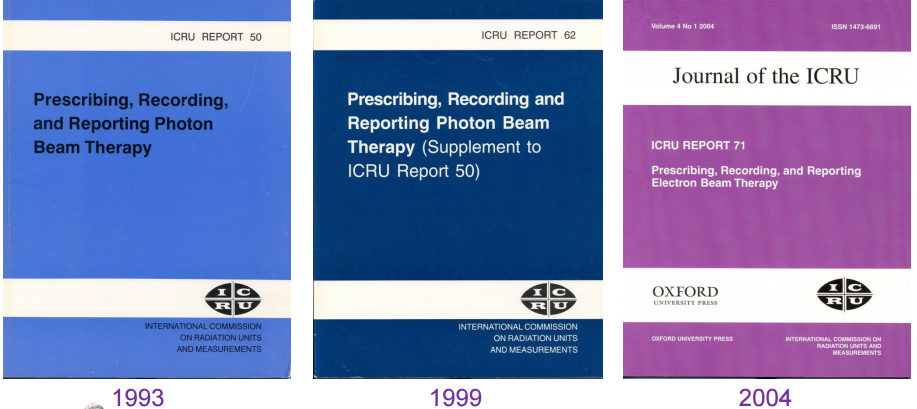 ICRU REPORT 50
Prescribing, Recording,
and Reporting Photon
Beam Therapy
I C
R U
INTERNATIONAL COMMISSION
ON RADIATION UNITS
AND MEASUREMENTS
1993
ICRU REPORT 62
Prescribing, Recording and
Reporting Photon Beam
Therapy (Supplement to
ICRU Report 50)
I C
R U
INTERNATIONAL COMMISSION
ON RADIATION UNITS
AND MEASUREMENTS
1999
Volume 4 No 1 2004 ISSN 1473-6691
Journal of the ICRU
ICRU REPORT 71
Prescribing, Recording, and Reporting
Electron Beam Therapy
OXFORD
UNIVERSITY PRESS
I C
R U
OXFORD UNIVERSITY PRESS
INTERNATIONAL COMMISSION ON
RADIATION UNITS AND
MEASUREMENTS
2004